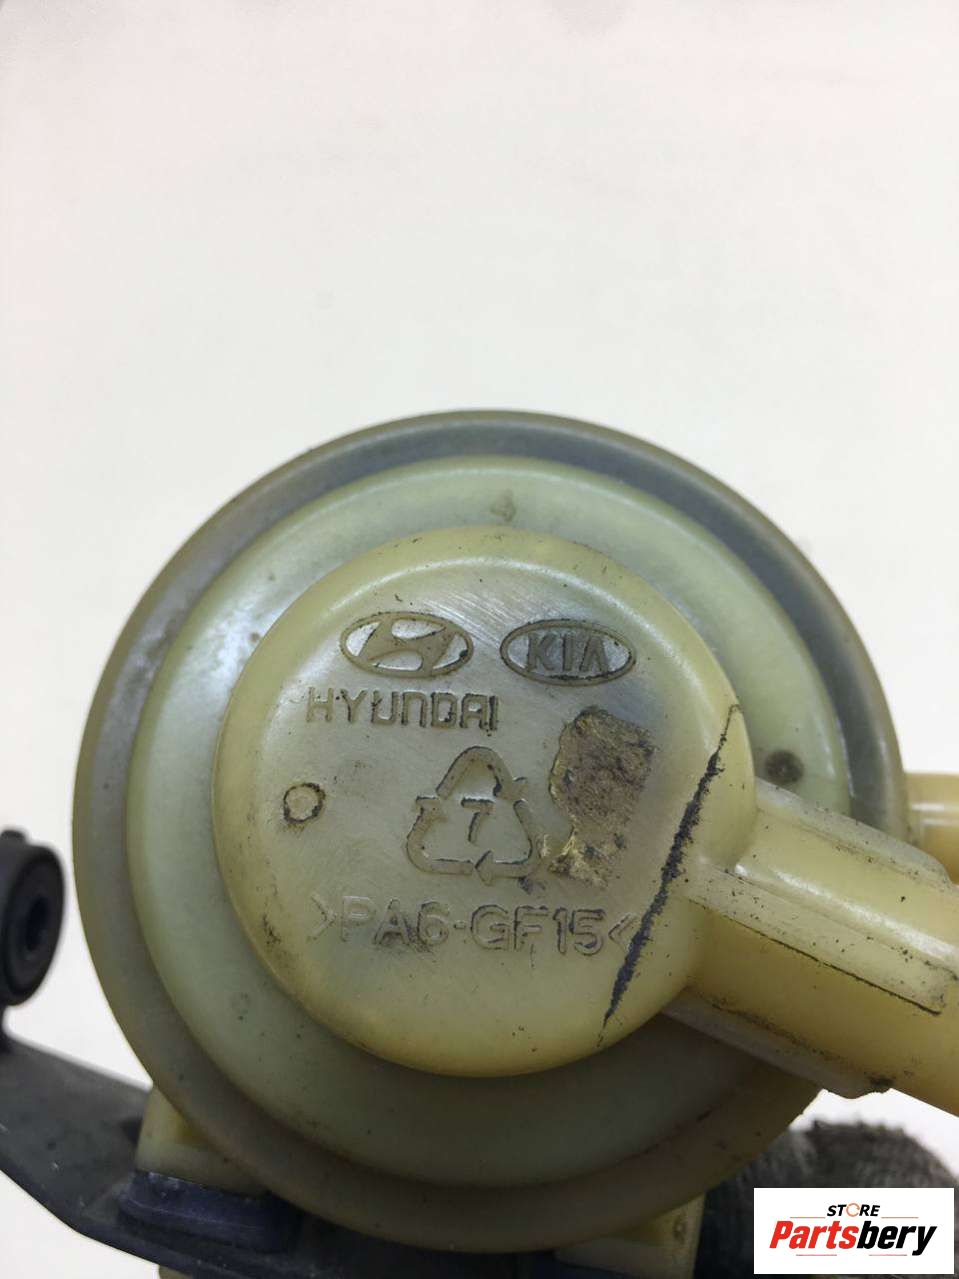 KIA
HYUNDAI
7
>PA6-GF15<
STORE
Partsbery